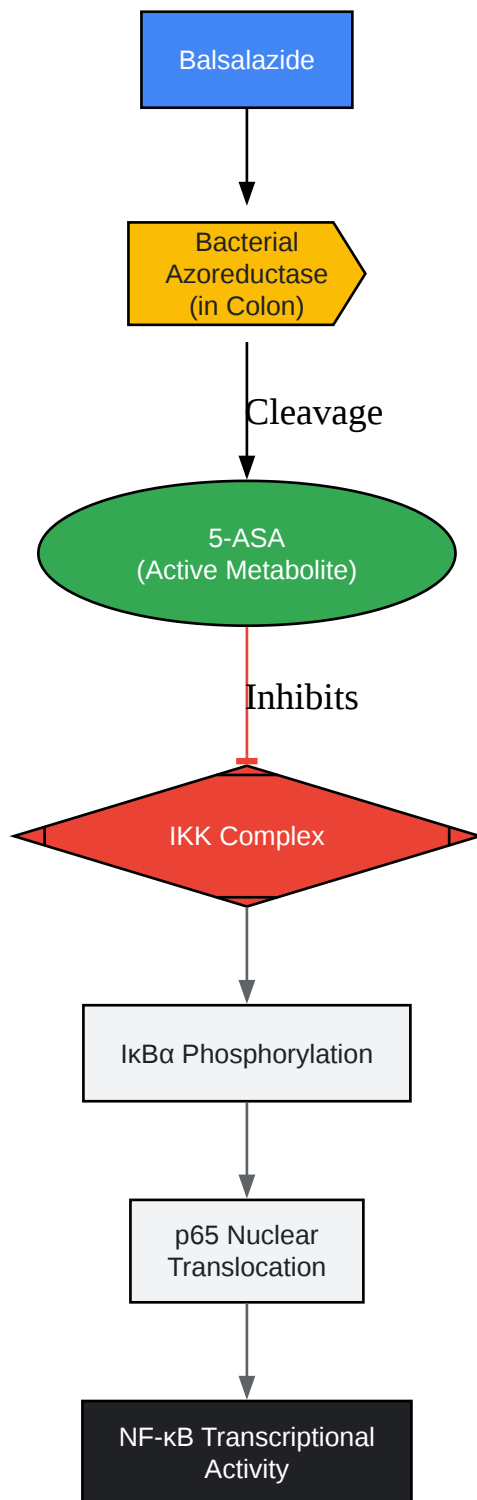 Balsalazide
Bacterial
Azoreductase
(in Colon)
Cleavage
5-ASA
(Active Metabolite)
Inhibits
IKK Complex
IκBα Phosphorylation
p65 Nuclear
Translocation
NF-κB Transcriptional
Activity